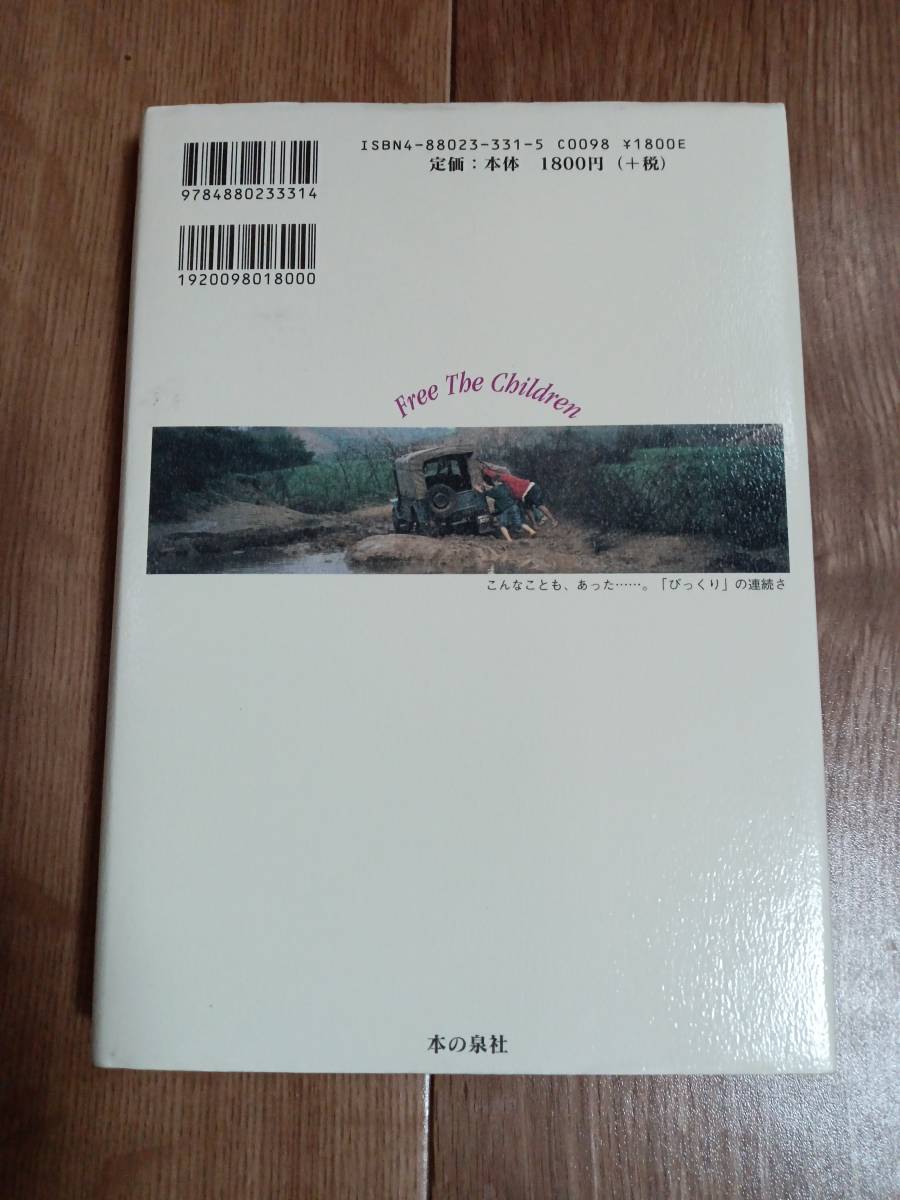 ISBN4-88023-331-5 C0098 ¥1800E
定価：本体 1800円（＋税）
9784880233314
1920098018000
Free The Children
こんなことも、あった……。「びっくり」の連続さ
本の泉社